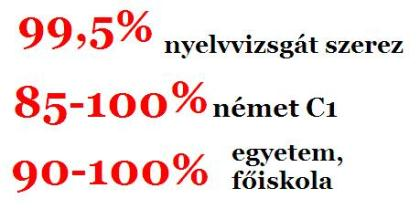 99,5% nyelvvizsgát szerez
85-100% német C1
90-100% egyetem,
főiskola